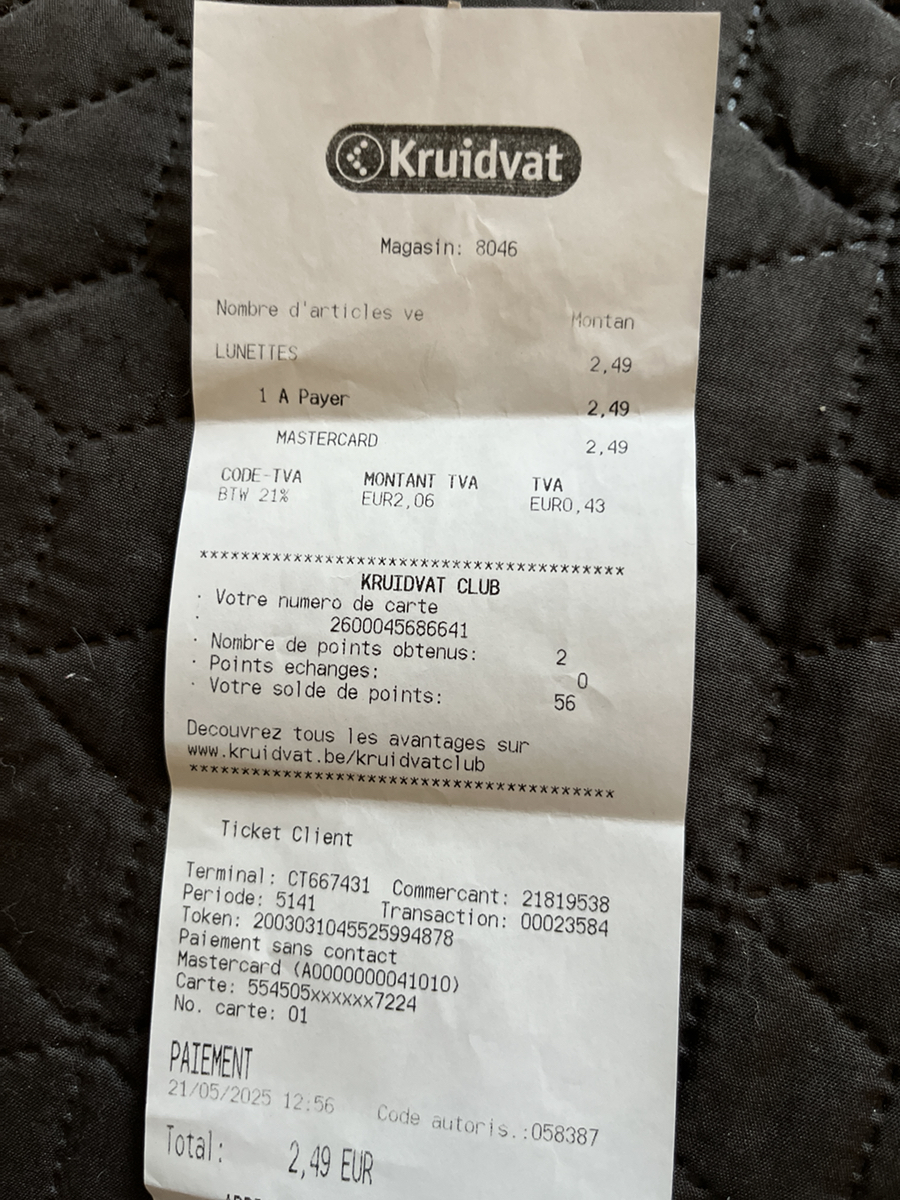 Kruidvat
Magasin: 8046
Nombre d'articles ve Montan
LUNETTES 2,49
1 A Payer 2,49
MASTERCARD 2,49
CODE-TVA MONTANT TVA TVA
BTW 21% EUR2,06 EUR0,43
*****************************************
KRUIDVAT CLUB
· Votre numero de carte
· 2600045686641
· Nombre de points obtenus: 2
· Points echanges: 0
· Votre solde de points: 56
Decouvrez tous les avantages sur
www.kruidvat.be/kruidvatclub
*****************************************
Ticket Client
Terminal: CT667431 Commercant: 21819538
Periode: 5141 Transaction: 00023584
Token: 2003031045525994878
Paiement sans contact
Mastercard (A0000000041010)
Carte: 554505xxxxxx7224
No. carte: 01
PAIEMENT
21/05/2025 12:56 Code autoris.:058387
Total: 2,49 EUR